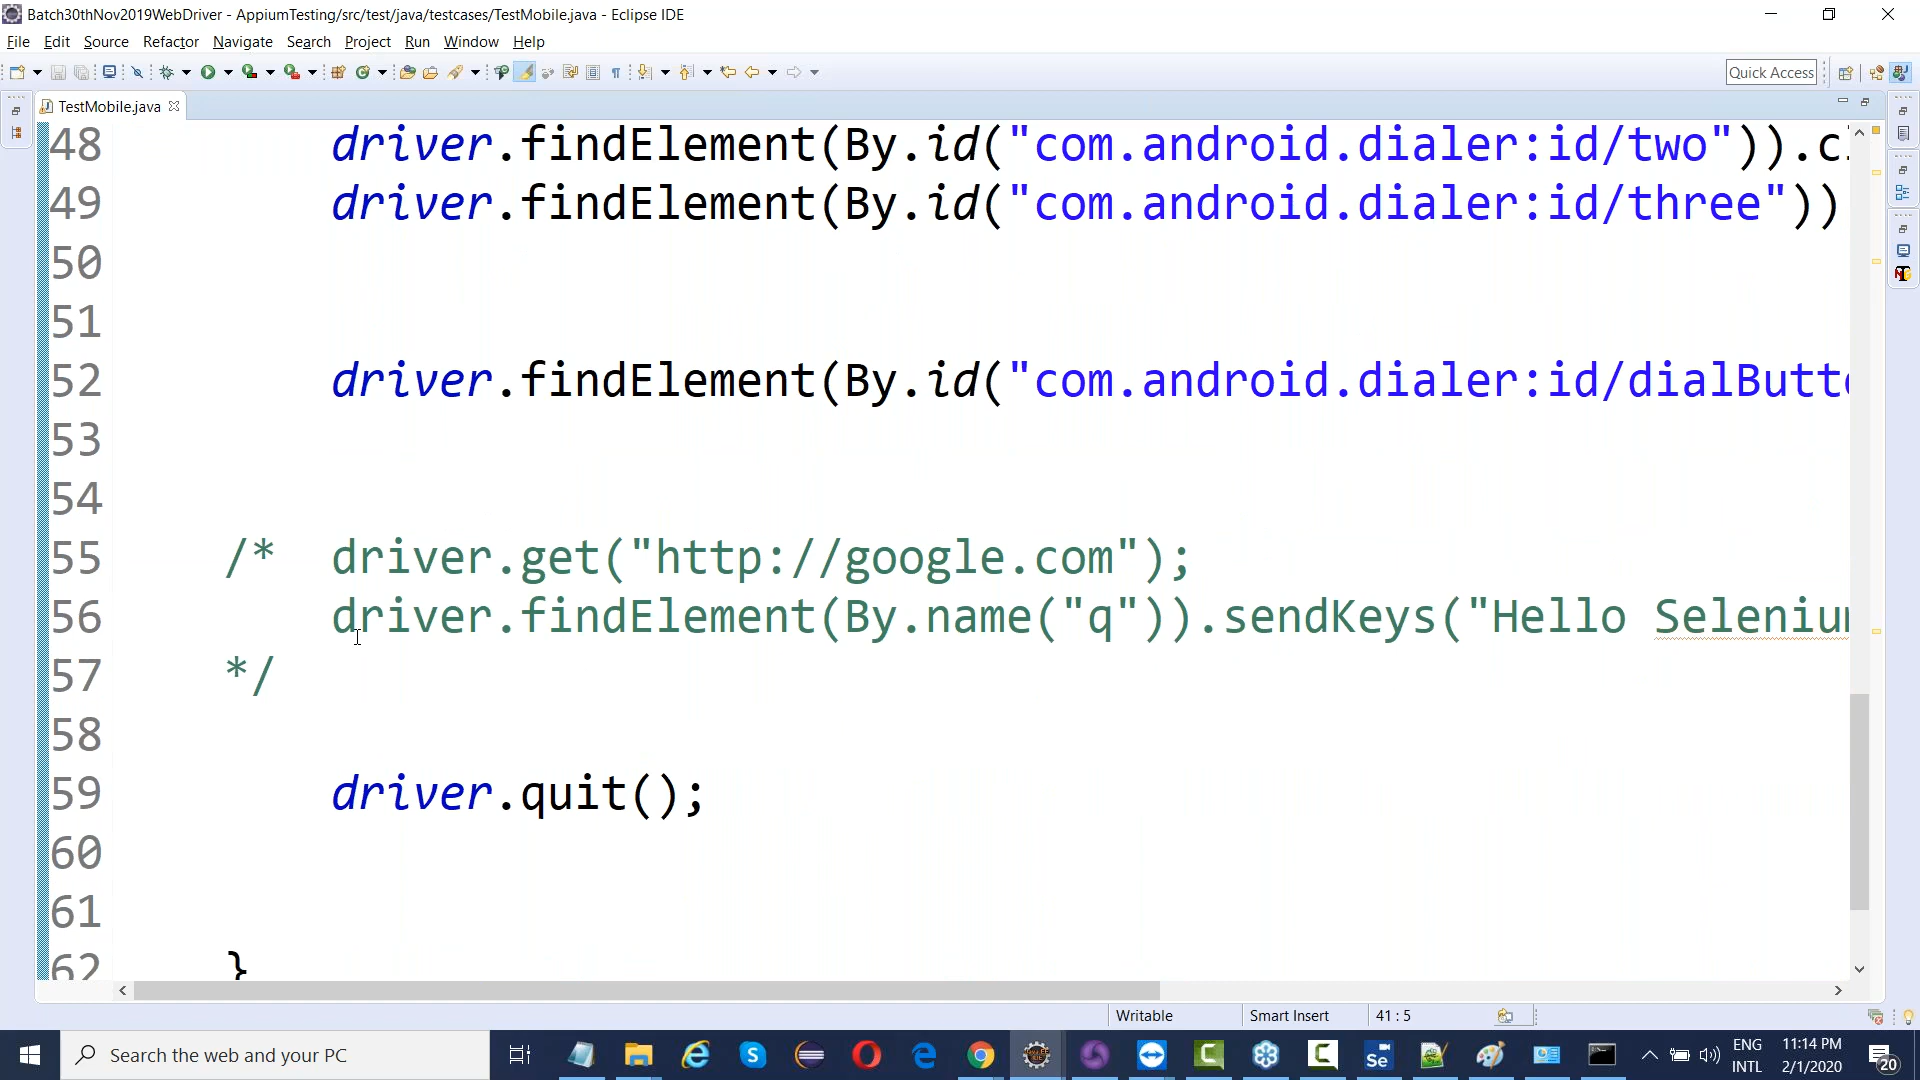 Batch30thNov2019WebDriver - AppiumTesting/src/test/java/testcases/TestMobile.java - Eclipse IDE
File Edit Source Refactor Navigate Search Project Run Window Help
Quick Access
TestMobile.java
48 driver.findElement(By.id("com.android.dialer:id/two")).c
49 driver.findElement(By.id("com.android.dialer:id/three"))
50
51
52 driver.findElement(By.id("com.android.dialer:id/dialButto
53
54
55 /* driver.get("http://google.com");
56 driver.findElement(By.name("q")).sendKeys("Hello Seleniu
57 */
58
59 driver.quit();
60
61
62 }
Writable Smart Insert 41 : 5
Search the web and your PC
ENG
INTL
11:14 PM
2/1/2020
20